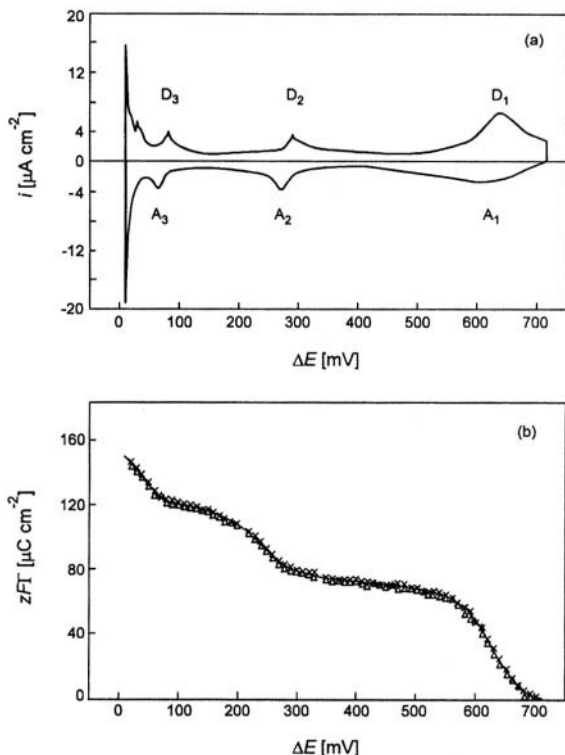 (a)
20
12
4
0
-4
-12
-20
D₃ D₂ D₁
A₃ A₂ A₁
i [µA cm⁻²]
0 100 200 300 400 500 600 700
ΔE [mV]
(b)
160
120
80
40
0
zFΓ [µC cm⁻²]
0 100 200 300 400 500 600 700
ΔE [mV]